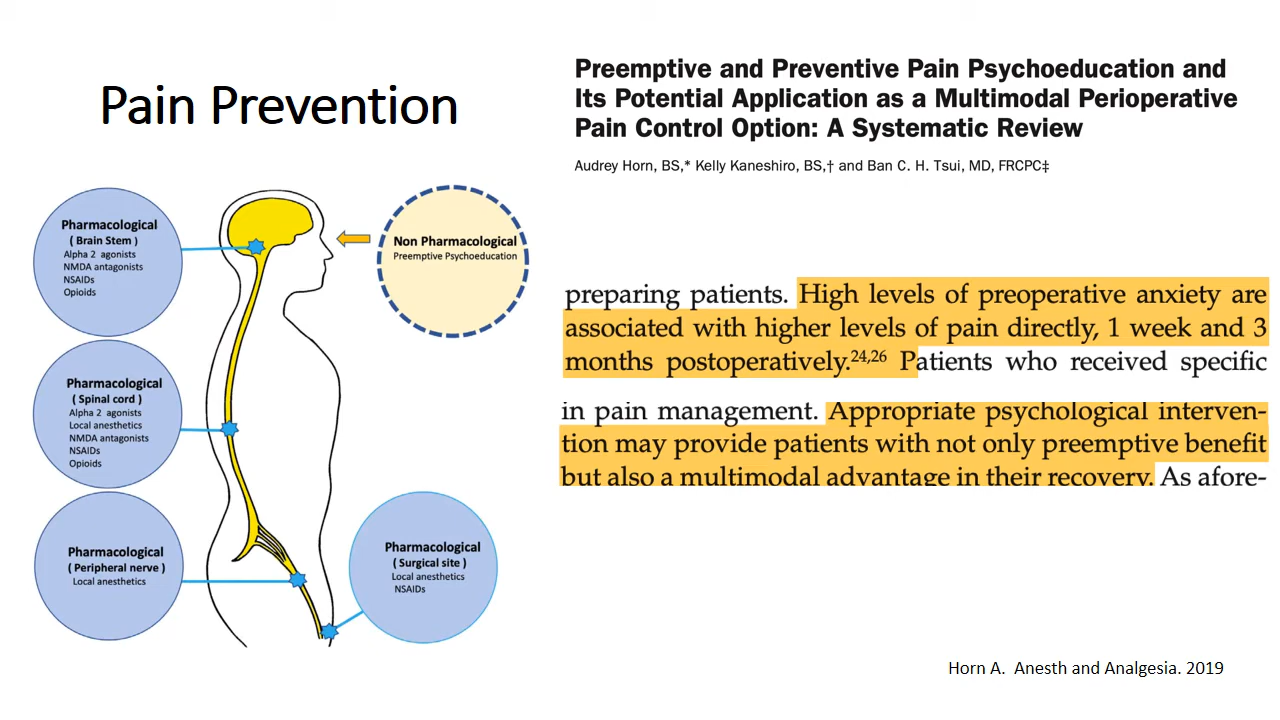 Pain Prevention
Pharmacological
( Brain Stem )
Alpha 2 agonists
NMDA antagonists
NSAIDs
Opioids
Non Pharmacological
Preemptive Psychoeducation
Pharmacological
(Spinal cord )
Alpha 2 agonists
Local anesthetics
NMDA antagonists
NSAIDs
Opioids
Pharmacological
( Peripheral nerve )
Local anesthetics
Pharmacological
( Surgical site )
Local anesthetics
NSAIDs
Preemptive and Preventive Pain Psychoeducation and
Its Potential Application as a Multimodal Perioperative
Pain Control Option: A Systematic Review
Audrey Horn, BS,* Kelly Kaneshiro, BS,† and Ban C. H. Tsui, MD, FRCPC‡
preparing patients. High levels of preoperative anxiety are
associated with higher levels of pain directly, 1 week and 3
months postoperatively.24,26 Patients who received specific
in pain management. Appropriate psychological interven-
tion may provide patients with not only preemptive benefit
but also a multimodal advantage in their recovery. As afore-
Horn A. Anesth and Analgesia. 2019